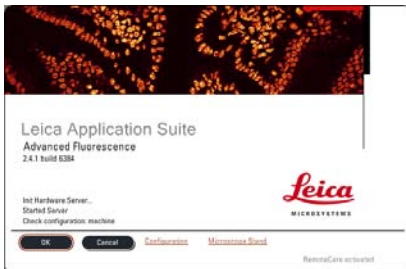 Leica Application Suite
Advanced Fluorescence
2.4.1 build 6384
Leica
MICROSYSTEMS
Init Hardware Server...
Started Server
Check configuration: machine
OK Cancel Configuration Microscope Stand
RemoteCare activated